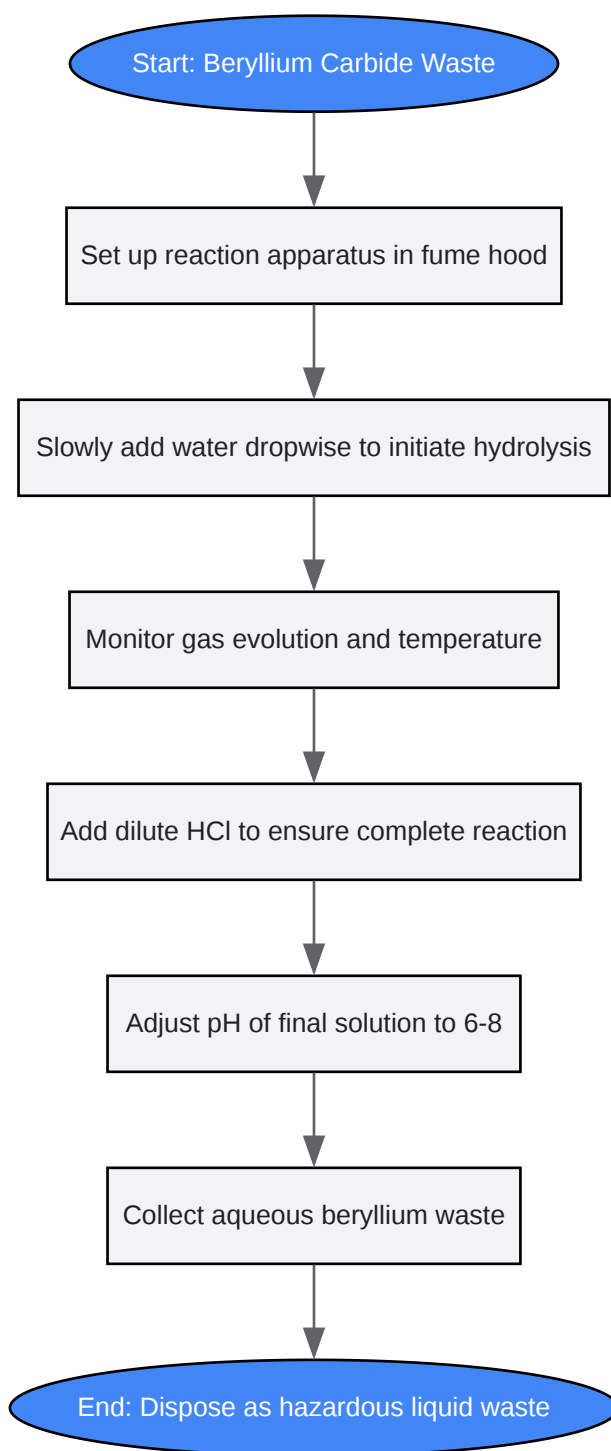 Start: Beryllium Carbide Waste
Set up reaction apparatus in fume hood
Slowly add water dropwise to initiate hydrolysis
Monitor gas evolution and temperature
Add dilute HCl to ensure complete reaction
Adjust pH of final solution to 6-8
Collect aqueous beryllium waste
End: Dispose as hazardous liquid waste